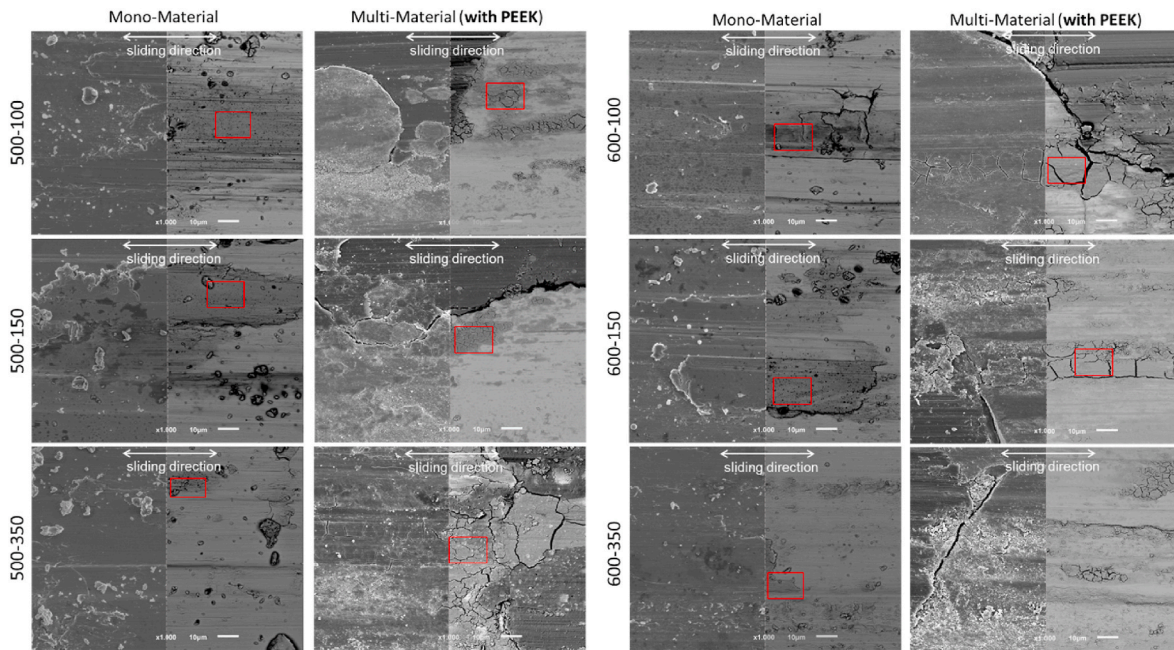 Mono-Material
Multi-Material (with PEEK)
500-100
sliding direction
x1.000 10μm
sliding direction
x1.000 10μm
500-150
sliding direction
x1.000 10μm
sliding direction
x1.000 10μm
500-350
sliding direction
x1.000 10μm
sliding direction
x1.000 10μm
Mono-Material
Multi-Material (with PEEK)
600-100
sliding direction
x1.000 10μm
sliding direction
x1.000 10μm
600-150
sliding direction
x1.000 10μm
sliding direction
x1.000 10μm
600-350
sliding direction
x1.000 10μm
sliding direction
x1.000 10μm